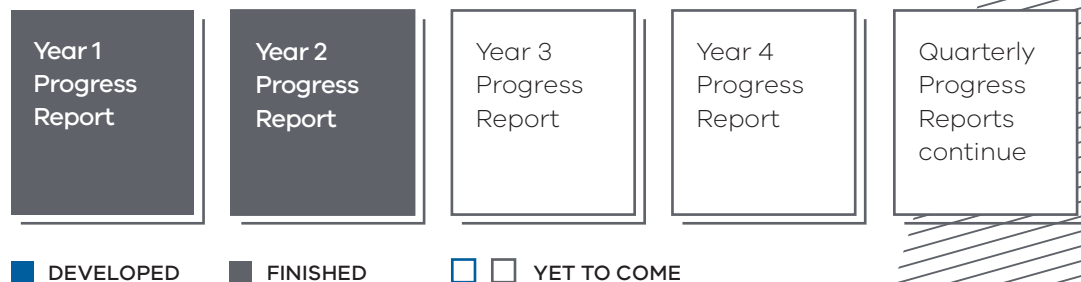 Year 1
Progress
Report
Year 2
Progress
Report
Year 3
Progress
Report
Year 4
Progress
Report
Quarterly
Progress
Reports
continue
DEVELOPED
FINISHED
YET TO COME